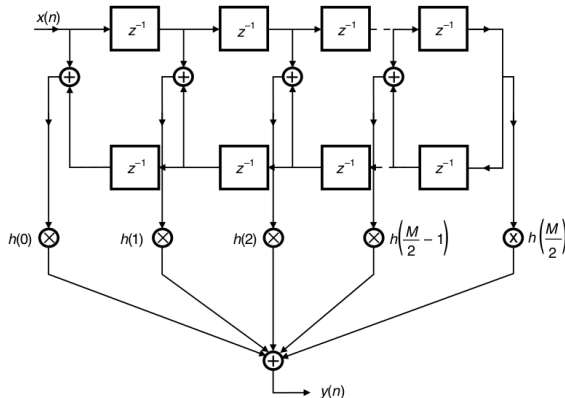 x(n)
z⁻¹ z⁻¹ z⁻¹ z⁻¹
+ + + +
z⁻¹ z⁻¹ z⁻¹ z⁻¹
h(0) h(1) h(2) h(M/2 − 1) x h(M/2)
+
y(n)